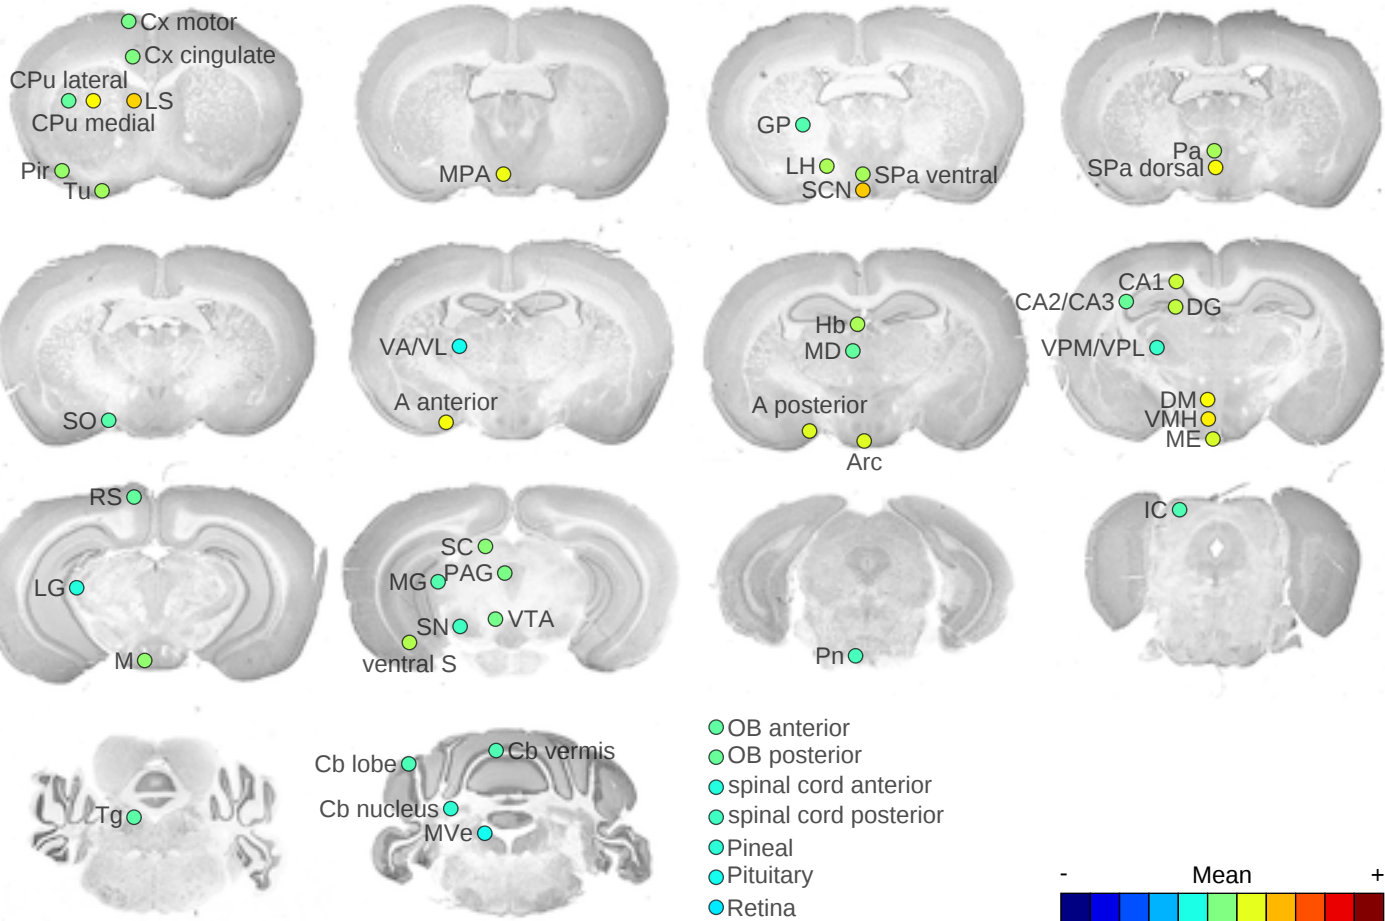 Cx motor
Cx cingulate
CPu lateral
LS
CPu medial
Pir
Tu
MPA
GP
LH
SPa ventral
SCN
Pa
SPa dorsal
SO
VA/VL
A anterior
Hb
MD
A posterior
Arc
CA1
CA2/CA3
DG
VPM/VPL
DM
VMH
ME
RS
LG
M
SC
MG
PAG
SN
VTA
ventral S
Pn
IC
Tg
Cb lobe
Cb vermis
Cb nucleus
MVe
OB anterior
OB posterior
spinal cord anterior
spinal cord posterior
Pineal
Pituitary
Retina
- Mean +